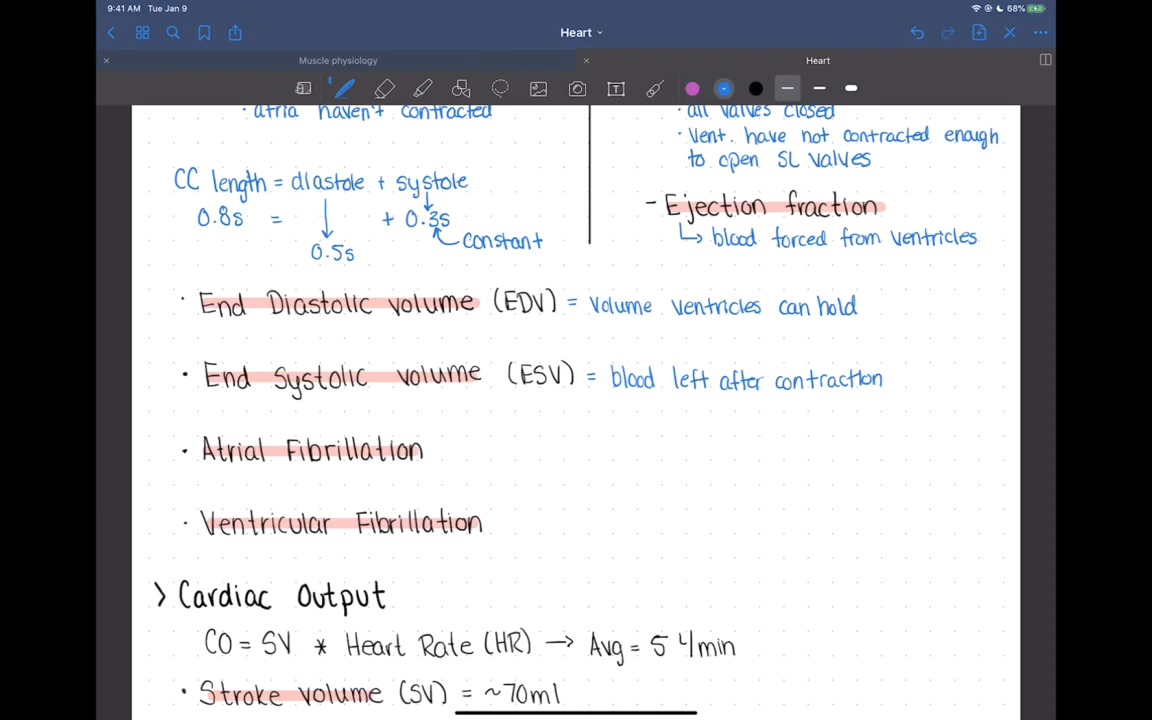 9:41 AM Tue Jan 9
68%
Heart
Muscle physiology
Heart
· atria haven't contracted
· all valves closed
· Vent. have not contracted enough
to open SL valves
CC length = diastole + systole
0.8s = + 0.3s
constant
0.5s
- Ejection fraction
↳ blood forced from ventricles
· End Diastolic volume (EDV) = volume ventricles can hold
· End Systolic volume (ESV) = blood left after contraction
· Atrial Fibrillation
· Ventricular Fibrillation
> Cardiac Output
CO = SV * Heart Rate (HR) → Avg = 5 L/min
· Stroke volume (SV) = ~70ml